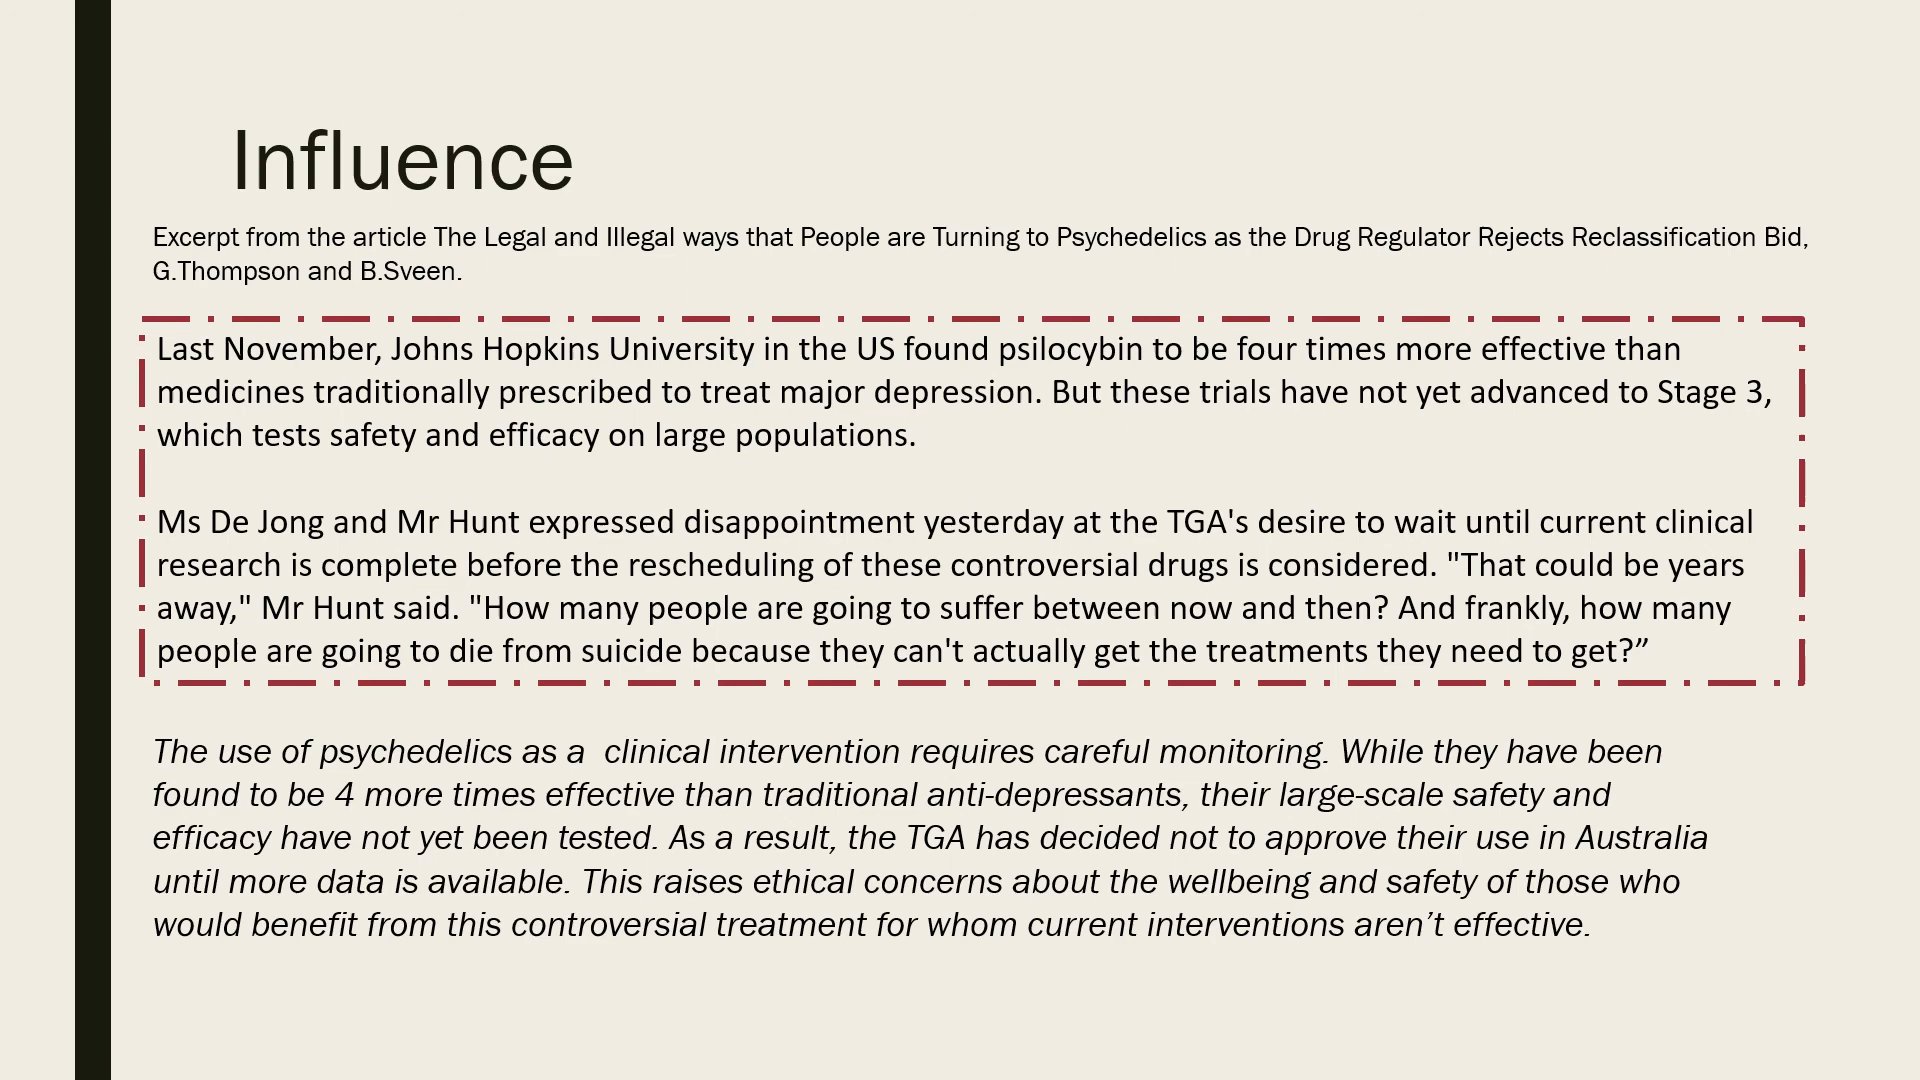 Influence
Excerpt from the article The Legal and Illegal ways that People are Turning to Psychedelics as the Drug Regulator Rejects Reclassification Bid,
G.Thompson and B.Sveen.
Last November, Johns Hopkins University in the US found psilocybin to be four times more effective than
medicines traditionally prescribed to treat major depression. But these trials have not yet advanced to Stage 3,
which tests safety and efficacy on large populations.
Ms De Jong and Mr Hunt expressed disappointment yesterday at the TGA's desire to wait until current clinical
research is complete before the rescheduling of these controversial drugs is considered. "That could be years
away," Mr Hunt said. "How many people are going to suffer between now and then? And frankly, how many
people are going to die from suicide because they can't actually get the treatments they need to get?”
The use of psychedelics as a  clinical intervention requires careful monitoring. While they have been
found to be 4 more times effective than traditional anti-depressants, their large-scale safety and
efficacy have not yet been tested. As a result, the TGA has decided not to approve their use in Australia
until more data is available. This raises ethical concerns about the wellbeing and safety of those who
would benefit from this controversial treatment for whom current interventions aren’t effective.